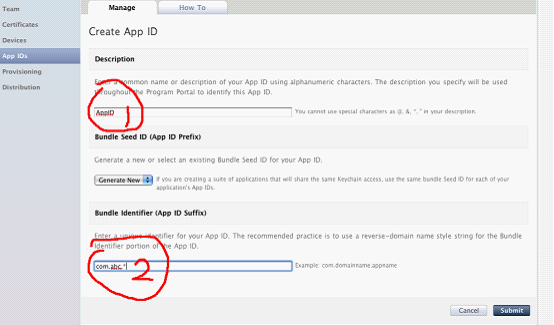 Team
Certificates
Devices
App IDs
Provisioning
Distribution
Manage
How To
Create App ID
Description
Enter a common name or description of your App ID using alphanumeric characters. The description you specify will be used
throughout the Program Portal to identify this App ID.
AppID
1
You cannot use special characters as @, &, *, " in your description.
Bundle Seed ID (App ID Prefix)
Generate a new or select an existing Bundle Seed ID for your App ID.
Generate New
If you are creating a suite of applications that will share the same Keychain access, use the same bundle Seed ID for each of your
application's App IDs.
Bundle Identifier (App ID Suffix)
Enter a unique identifier for your App ID. The recommended practice is to use a reverse-domain name style string for the Bundle
Identifier portion of the App ID.
com.abc.*
2
Example: com.domainname.appname
Cancel
Submit